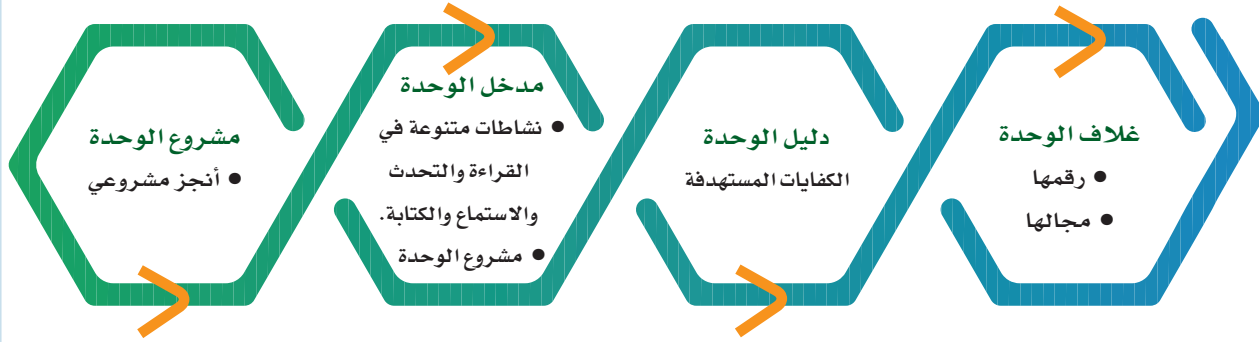 غلاف الوحدة
● رقمها
● مجالها
دليل الوحدة
الكفايات المستهدفة
مدخل الوحدة
● نشاطات متنوعة في
القراءة والتحدث
والاستماع والكتابة.
● مشروع الوحدة
مشروع الوحدة
● أنجز مشروعي